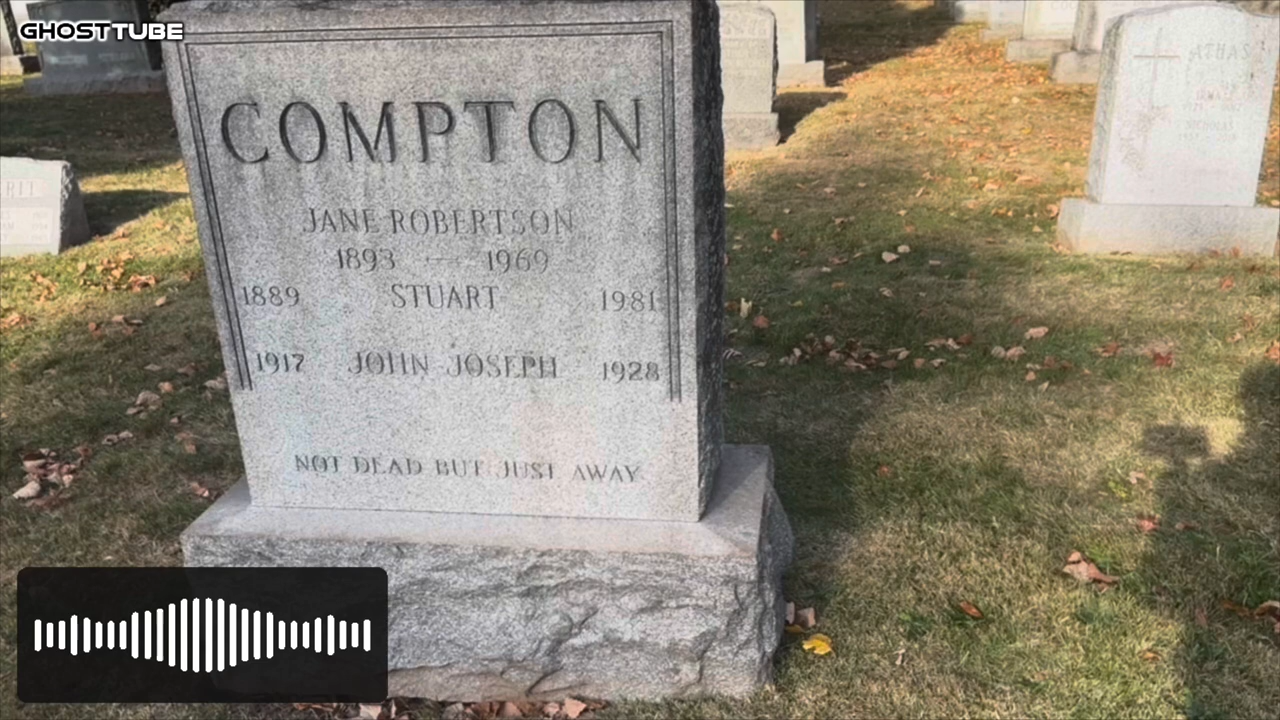 GHOSTTUBE
COMPTON
JANE ROBERTSON
1893 — 1969
1889 STUART 1981
1917 JOHN JOSEPH 1928
NOT DEAD BUT JUST AWAY